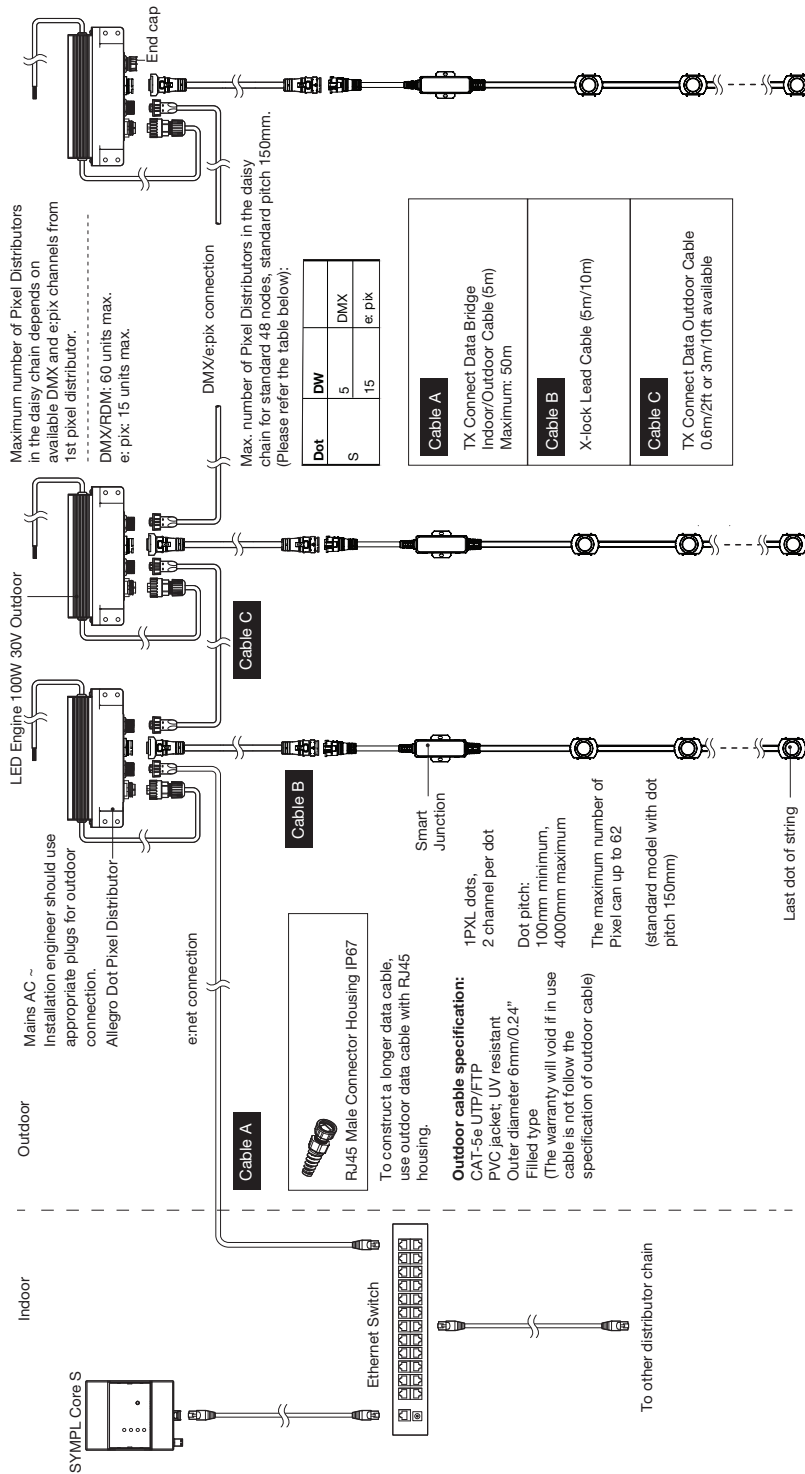 Indoor
Outdoor
SYMPL Core S
Ethernet Switch
To other distributor chain
Mains AC ~
Installation engineer should use
appropriate plugs for outdoor
connection.
Allegro Dot Pixel Distributor
LED Engine 100W 30V Outdoor
e:net connection
Cable A
RJ45 Male Connector Housing IP67
To construct a longer data cable,
use outdoor data cable with RJ45
housing.
Outdoor cable specification:
CAT-5e UTP/FTP
PVC jacket; UV resistant
Outer diameter 6mm/0.24”
Filled type
(The warranty will void if in use
cable is not follow the
specification of outdoor cable)
Cable B
Cable C
Smart
Junction
1PXL dots,
2 channel per dot
Dot pitch:
100mm minimum,
4000mm maximum
The maximum number of
Pixel can up to 62
(standard model with dot
pitch 150mm)
Last dot of string
Maximum number of Pixel Distributors
in the daisy chain depends on
available DMX and e:pix channels from
1st pixel distributor.
DMX/RDM: 60 units max.
e: pix: 15 units max.
End cap
DMX/e:pix connection
Max. number of Pixel Distributors in the daisy
chain for standard 48 nodes, standard pitch 150mm.
(Please refer the table below):
Dot DW
S 5 DMX
15 e: pix
Cable A
TX Connect Data Bridge
Indoor/Outdoor Cable (5m)
Maximum: 50m
Cable B
X-lock Lead Cable (5m/10m)
Cable C
TX Connect Data Outdoor Cable
0.6m/2ft or 3m/10ft available